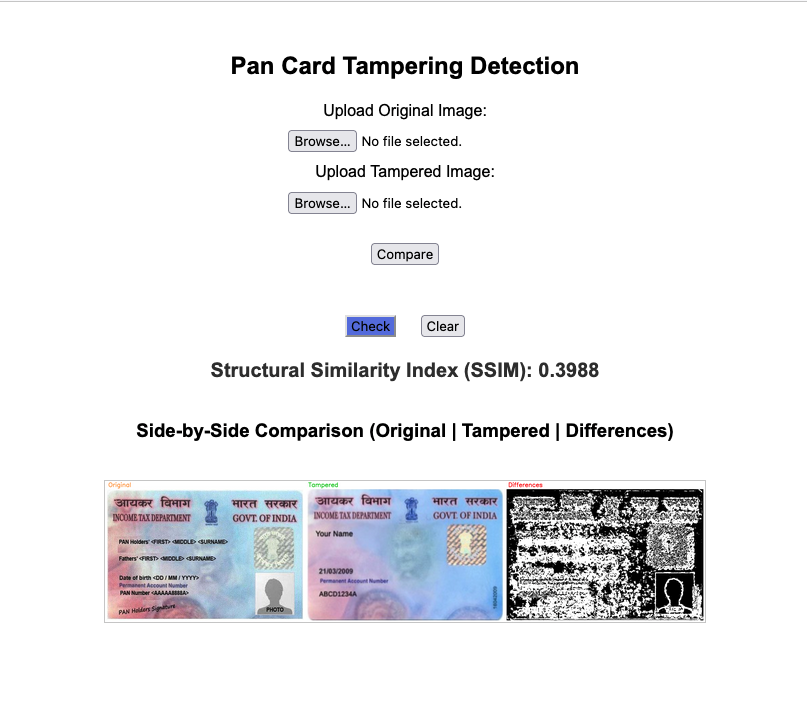 Pan Card Tampering Detection
Upload Original Image:
Browse... No file selected.
Upload Tampered Image:
Browse... No file selected.
Compare
Check Clear
Structural Similarity Index (SSIM): 0.3988
Side-by-Side Comparison (Original | Tampered | Differences)
Original
आयकर विभाग भारत सरकार
INCOME TAX DEPARTMENT GOVT. OF INDIA
PAN Holders' <FIRST> <MIDDLE> <SURNAME>
Fathers' <FIRST> <MIDDLE> <SURNAME>
Date of birth <DD / MM / YYYY>
Permanent Account Number
PAN Number <AAAAA8888A>
PAN Holders Signature
PHOTO
Tampered
आयकर विभाग भारत सरकार
INCOME TAX DEPARTMENT GOVT. OF INDIA
Your Name
21/03/2009
Permanent Account Number
ABCD1234A
Differences